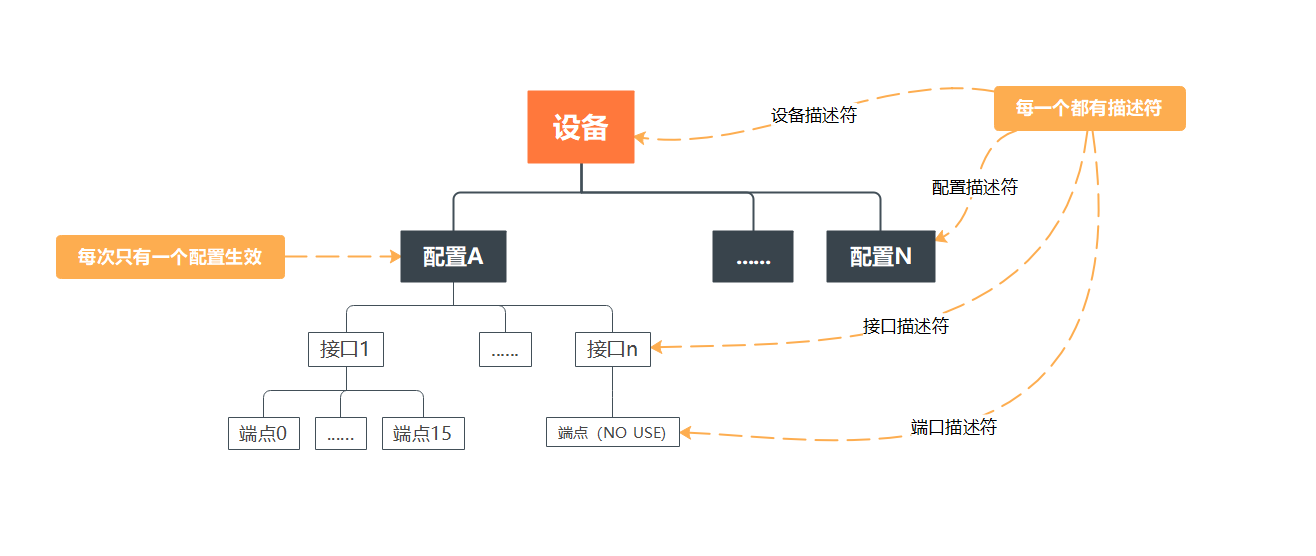 设备描述符
每一个都有描述符
设备
配置描述符
每次只有一个配置生效
配置A
……
配置N
接口描述符
接口1
……
接口n
端点0
……
端点15
端点（NO USE)
端口描述符